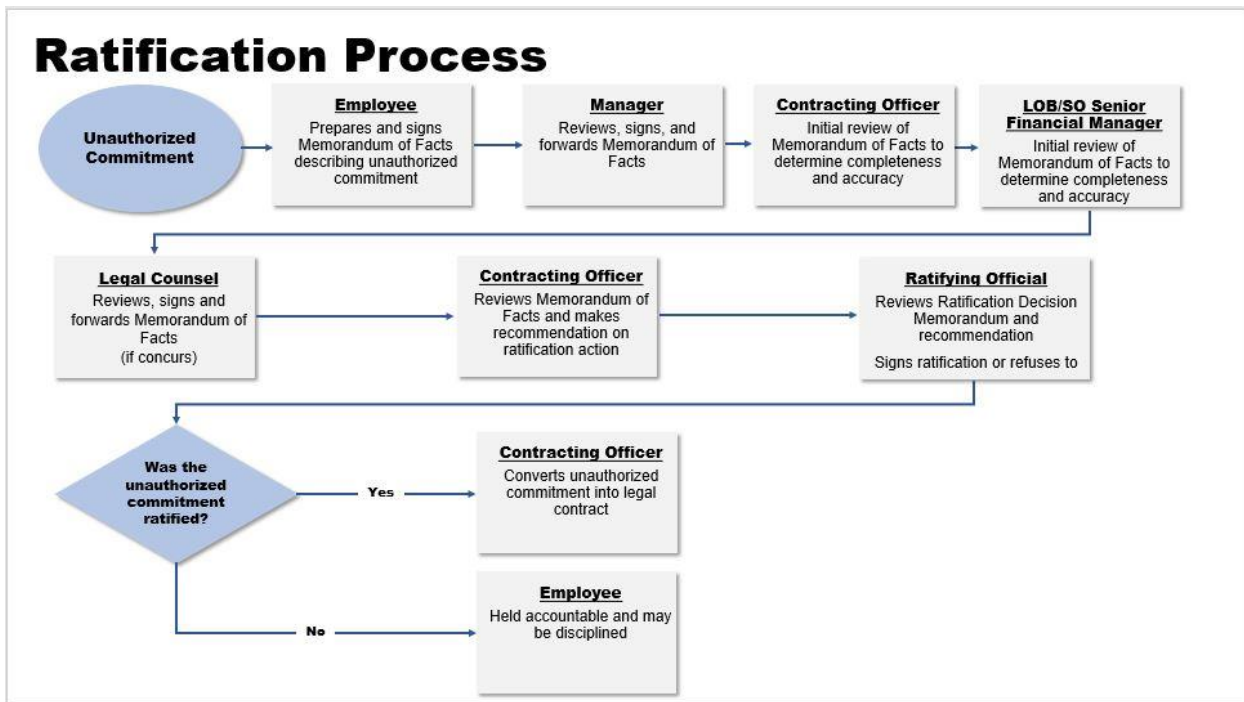 Ratification Process
Unauthorized
Commitment
Employee
Prepares and signs
Memorandum of Facts
describing unauthorized
commitment
Manager
Reviews, signs, and
forwards Memorandum of
Facts
Contracting Officer
Initial review of
Memorandum of Facts to
determine completeness
and accuracy
LOB/SO Senior
Financial Manager
Initial review of
Memorandum of Facts to
determine completeness
and accuracy
Legal Counsel
Reviews, signs and
forwards Memorandum of
Facts
(if concurs)
Contracting Officer
Reviews Memorandum of
Facts and makes
recommendation on
ratification action
Ratifying Official
Reviews Ratification Decision
Memorandum and
recommendation
Signs ratification or refuses to
Was the
unauthorized
commitment
ratified?
Yes
Contracting Officer
Converts unauthorized
commitment into legal
contract
No
Employee
Held accountable and may
be disciplined